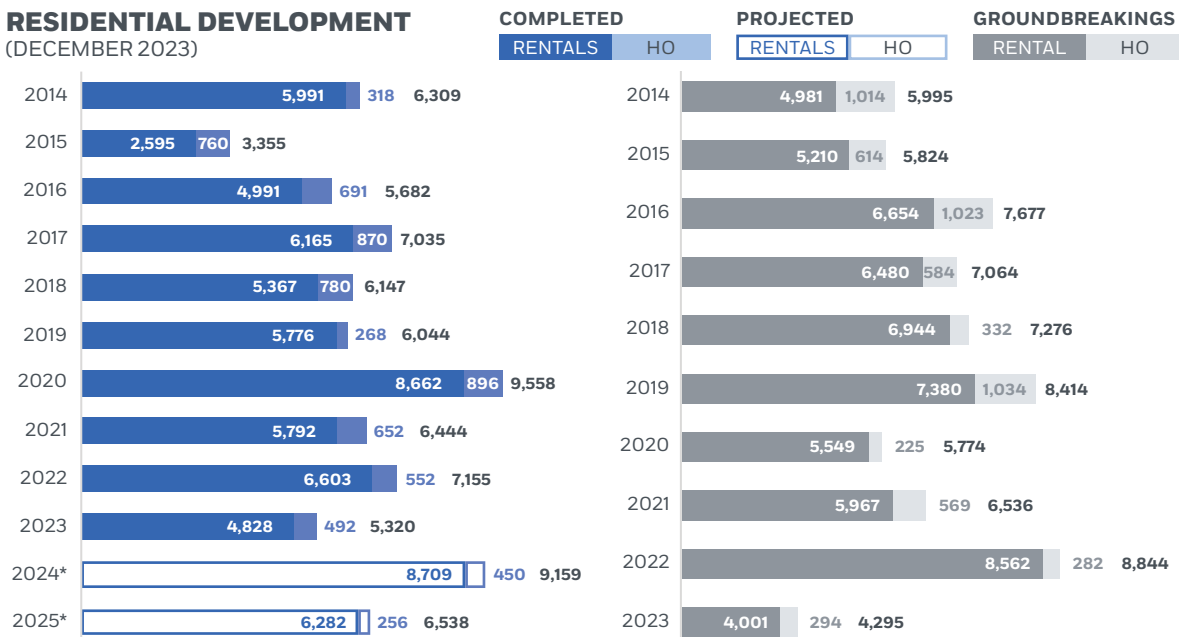 RESIDENTIAL DEVELOPMENT
(DECEMBER 2023)
COMPLETED
RENTALS HO
PROJECTED
RENTALS HO
GROUNDBREAKINGS
RENTAL HO
2014 5,991 318 6,309
2015 2,595 760 3,355
2016 4,991 691 5,682
2017 6,165 870 7,035
2018 5,367 780 6,147
2019 5,776 268 6,044
2020 8,662 896 9,558
2021 5,792 652 6,444
2022 6,603 552 7,155
2023 4,828 492 5,320
2024* 8,709 450 9,159
2025* 6,282 256 6,538
2014 4,981 1,014 5,995
2015 5,210 614 5,824
2016 6,654 1,023 7,677
2017 6,480 584 7,064
2018 6,944 332 7,276
2019 7,380 1,034 8,414
2020 5,549 225 5,774
2021 5,967 569 6,536
2022 8,562 282 8,844
2023 4,001 294 4,295